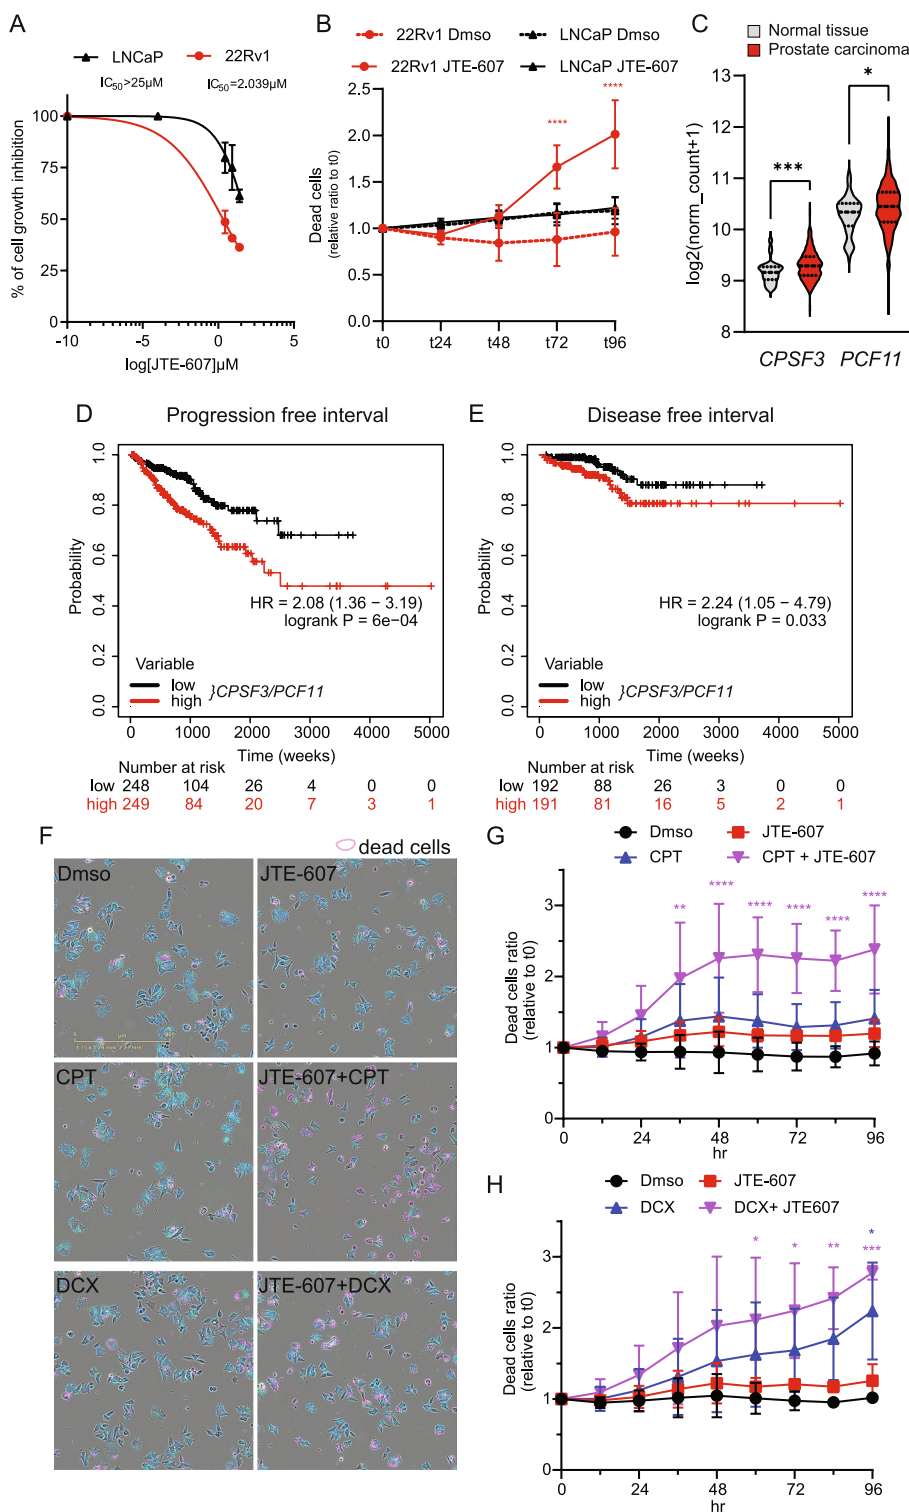 A
LNCaP 22Rv1
IC50>25μM IC50=2.039μM
% of cell growth inhibition
100
75
50
25
0
-10 -5 0 5
log[JTE-607]μM
B
22Rv1 Dmso LNCaP Dmso
22Rv1 JTE-607 LNCaP JTE-607
Dead cells
(relative ratio to t0)
2.5
2.0
1.5
1.0
0.5
0.0
**** ****
t0 t24 t48 t72 t96
C
Normal tissue
Prostate carcinoma
log2(norm_count+1)
13
12
11
10
9
8
*** *
CPSF3 PCF11
D Progression free interval
Probability
1.0
0.8
0.6
0.4
0.2
0.0
HR = 2.08 (1.36 − 3.19)
logrank P = 6e−04
Variable
low
high }CPSF3/PCF11
0 1000 2000 3000 4000 5000
Time (weeks)
Number at risk
low 248 104 26 4 0 0
high 249 84 20 7 3 1
E Disease free interval
Probability
1.0
0.8
0.6
0.4
0.2
0.0
HR = 2.24 (1.05 − 4.79)
logrank P = 0.033
Variable
low
high }CPSF3/PCF11
0 1000 2000 3000 4000 5000
Time (weeks)
Number at risk
low 192 88 26 3 0 0
high 191 81 16 5 2 1
F
dead cells
Dmso JTE-607
CPT JTE-607+CPT
DCX JTE-607+DCX
G
Dmso JTE-607
CPT CPT + JTE-607
Dead cells ratio
(relative to t0)
3
2
1
0
** **** **** **** **** ****
0 24 48 72 96
hr
H
Dmso JTE-607
DCX DCX+ JTE607
Dead cells ratio
(relative to t0)
3
2
1
0
* * ** *
***
0 24 48 72 96
hr